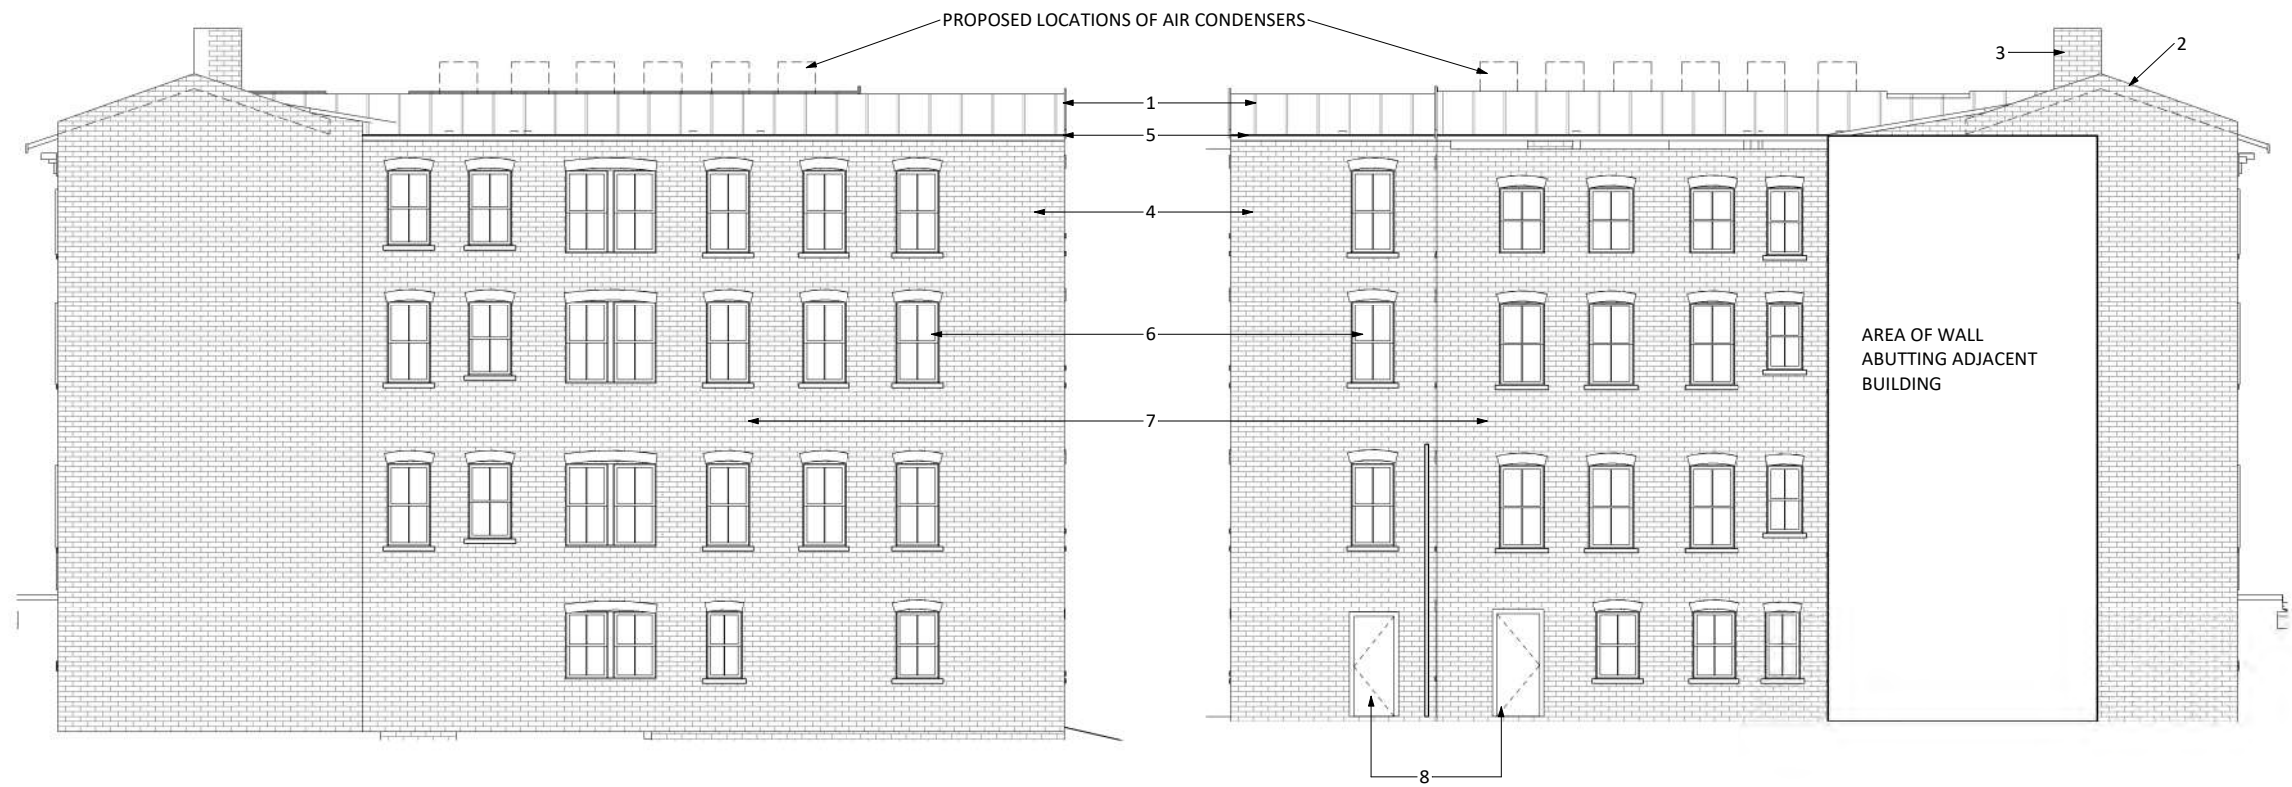 PROPOSED LOCATIONS OF AIR CONDENSERS
3
2
1
5
4
6
AREA OF WALL
ABUTTING ADJACENT
BUILDING
7
8